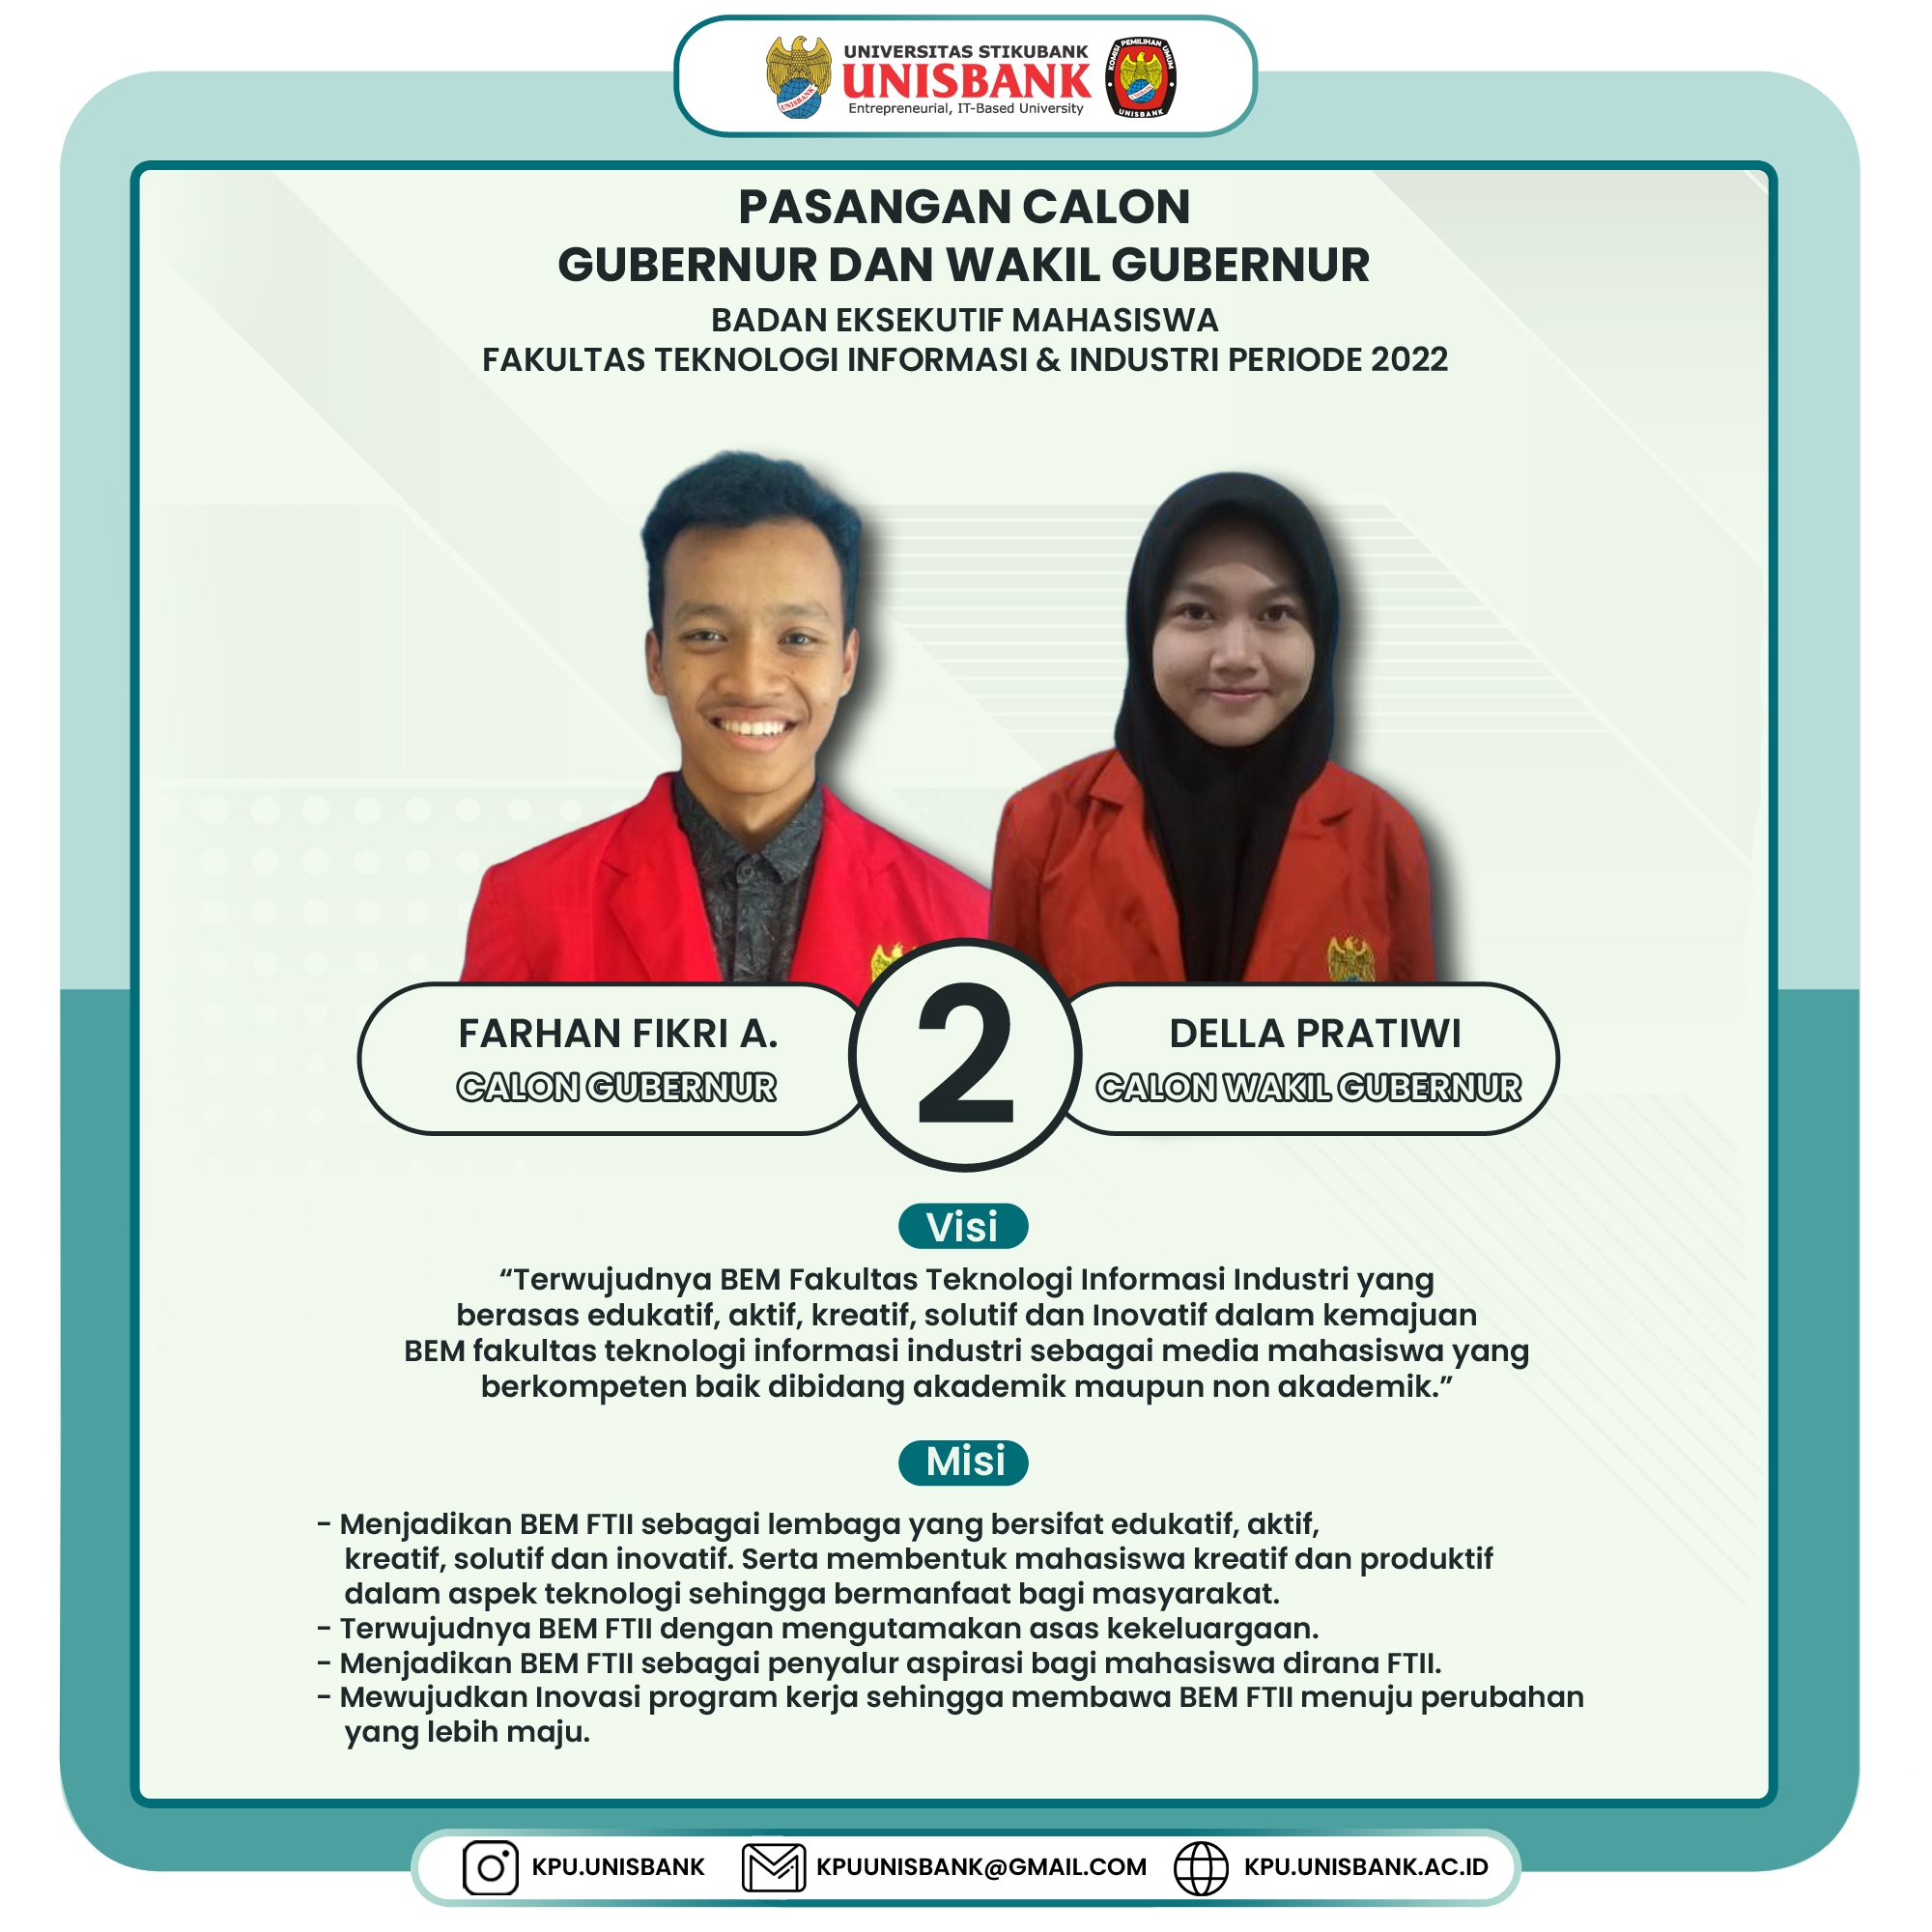 UNIVERSITAS STIKUBANK
UNISBANK
Entrepreneurial, IT-Based University
UNISBANK
KOMISI PEMILIHAN UMUM
UNISBANK
PASANGAN CALON
GUBERNUR DAN WAKIL GUBERNUR
BADAN EKSEKUTIF MAHASISWA
FAKULTAS TEKNOLOGI INFORMASI & INDUSTRI PERIODE 2022
FARHAN FIKRI A.
CALON GUBERNUR
2
DELLA PRATIWI
CALON WAKIL GUBERNUR
Visi
“Terwujudnya BEM Fakultas Teknologi Informasi Industri yang
berasas edukatif, aktif, kreatif, solutif dan Inovatif dalam kemajuan
BEM fakultas teknologi informasi industri sebagai media mahasiswa yang
berkompeten baik dibidang akademik maupun non akademik.”
Misi
- Menjadikan BEM FTII sebagai lembaga yang bersifat edukatif, aktif,
kreatif, solutif dan inovatif. Serta membentuk mahasiswa kreatif dan produktif
dalam aspek teknologi sehingga bermanfaat bagi masyarakat.
- Terwujudnya BEM FTII dengan mengutamakan asas kekeluargaan.
- Menjadikan BEM FTII sebagai penyalur aspirasi bagi mahasiswa dirana FTII.
- Mewujudkan Inovasi program kerja sehingga membawa BEM FTII menuju perubahan
yang lebih maju.
KPU.UNISBANK
KPUUNISBANK@GMAIL.COM
KPU.UNISBANK.AC.ID